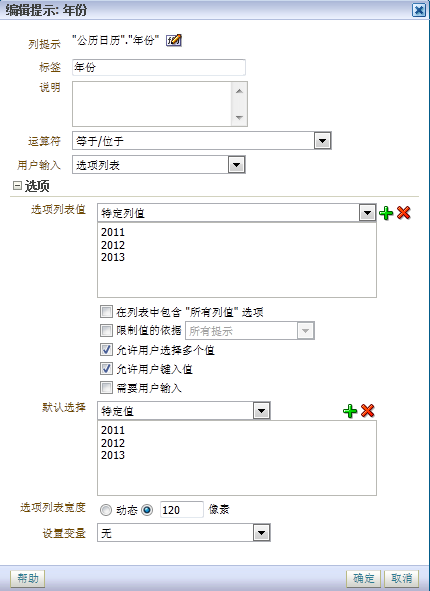 编辑提示: 年份
列提示 "公历日历"."年份"
标签 年份
说明
运算符 等于/位于
用户输入 选项列表
选项
选项列表值 特定列值
2011
2012
2013
在列表中包含 "所有列值" 选项
限制值的依据 所有提示
允许用户选择多个值
允许用户键入值
需要用户输入
默认选择 特定值
2011
2012
2013
选项列表宽度 动态 120 像素
设置变量 无
帮助 确定 取消